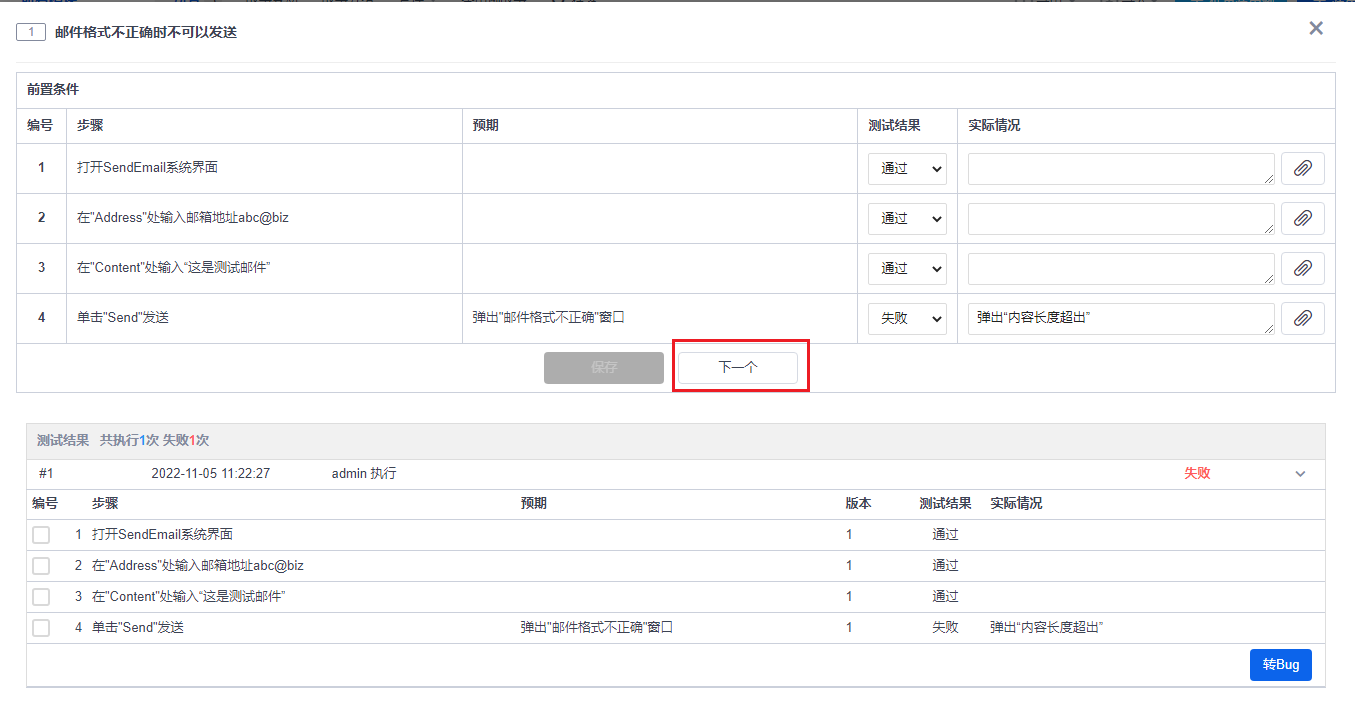 1 邮件格式不正确时不可以发送
前置条件
编号 步骤 预期 测试结果 实际情况
1 打开SendEmail系统界面 通过
2 在"Address"处输入邮箱地址abc@biz 通过
3 在"Content"处输入“这是测试邮件” 通过
4 单击"Send"发送 弹出"邮件格式不正确"窗口 失败 弹出“内容长度超出”
保存 下一个
测试结果 共执行1次 失败1次
#1 2022-11-05 11:22:27 admin 执行 失败
编号 步骤 预期 版本 测试结果 实际情况
1 打开SendEmail系统界面 1 通过
2 在"Address"处输入邮箱地址abc@biz 1 通过
3 在"Content"处输入“这是测试邮件” 1 通过
4 单击"Send"发送 弹出"邮件格式不正确"窗口 1 失败 弹出“内容长度超出”
转Bug